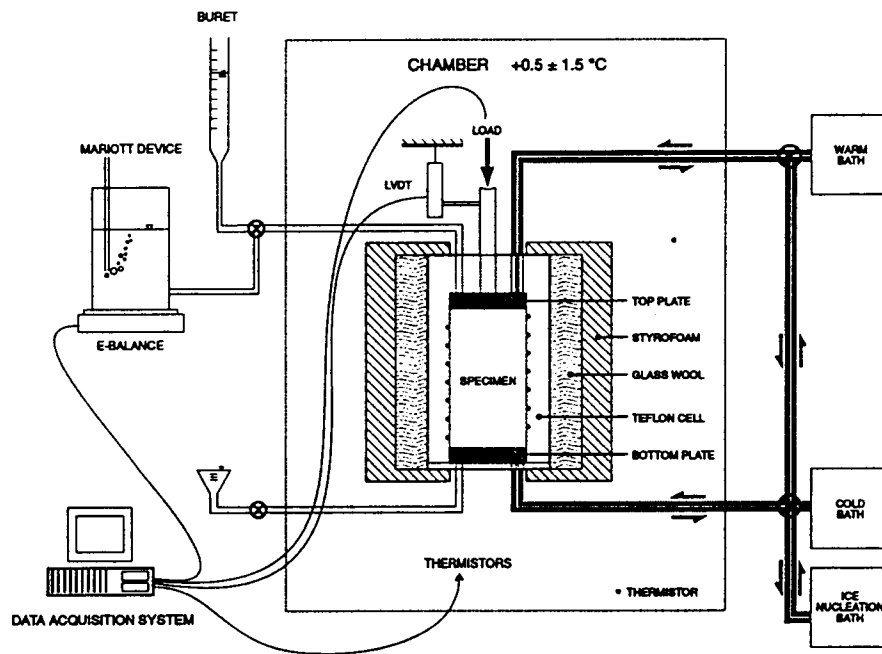 BURET
CHAMBER +0.5 ± 1.5 °C
LOAD
MARIOTT DEVICE
LVDT
WARM
BATH
TOP PLATE
E-BALANCE
STYROFOAM
SPECIMEN
GLASS WOOL
TEFLON CELL
BOTTOM PLATE
COLD
BATH
THERMISTORS
• THERMISTOR
ICE
NUCLEATION
BATH
DATA ACQUISITION SYSTEM